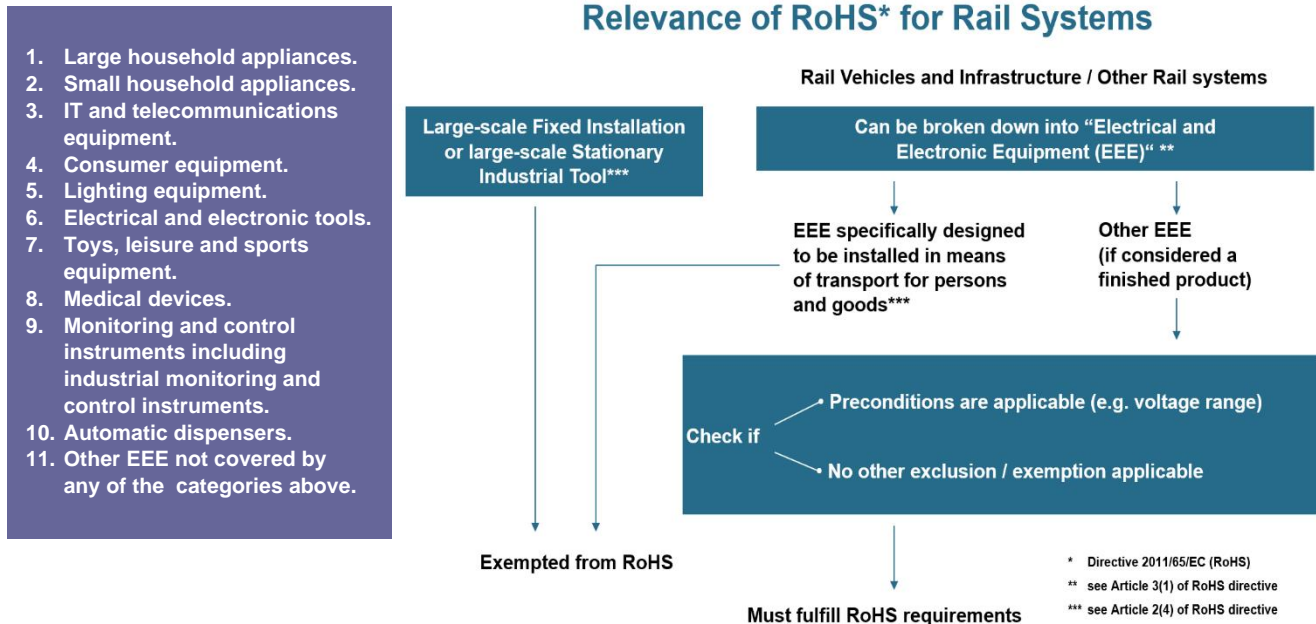 1. Large household appliances.
2. Small household appliances.
3. IT and telecommunications
equipment.
4. Consumer equipment.
5. Lighting equipment.
6. Electrical and electronic tools.
7. Toys, leisure and sports
equipment.
8. Medical devices.
9. Monitoring and control
instruments including
industrial monitoring and
control instruments.
10. Automatic dispensers.
11. Other EEE not covered by
any of the categories above.
Relevance of RoHS* for Rail Systems
Rail Vehicles and Infrastructure / Other Rail systems
Large-scale Fixed Installation
or large-scale Stationary
Industrial Tool***
Can be broken down into “Electrical and
Electronic Equipment (EEE)“ **
EEE specifically designed
to be installed in means
of transport for persons
and goods***
Other EEE
(if considered a
finished product)
Check if
• Preconditions are applicable (e.g. voltage range)
• No other exclusion / exemption applicable
Exempted from RoHS
Must fulfill RoHS requirements
* Directive 2011/65/EC (RoHS)
** see Article 3(1) of RoHS directive
*** see Article 2(4) of RoHS directive